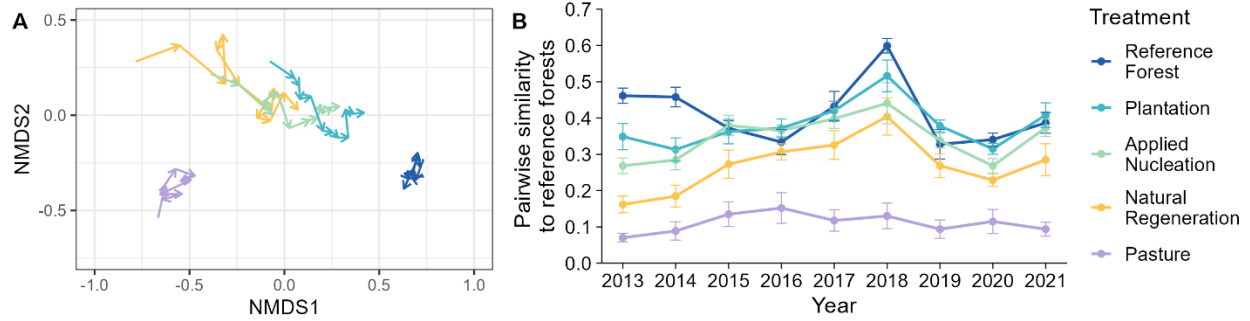 A
0.5
0.0
-0.5
NMDS2
-1.0 -0.5 0.0 0.5 1.0
NMDS1
B
0.7
0.6
0.5
0.4
0.3
0.2
0.1
0.0
Pairwise similarity
to reference forests
2013 2014 2015 2016 2017 2018 2019 2020 2021
Year
Treatment
Reference
Forest
Plantation
Applied
Nucleation
Natural
Regeneration
Pasture